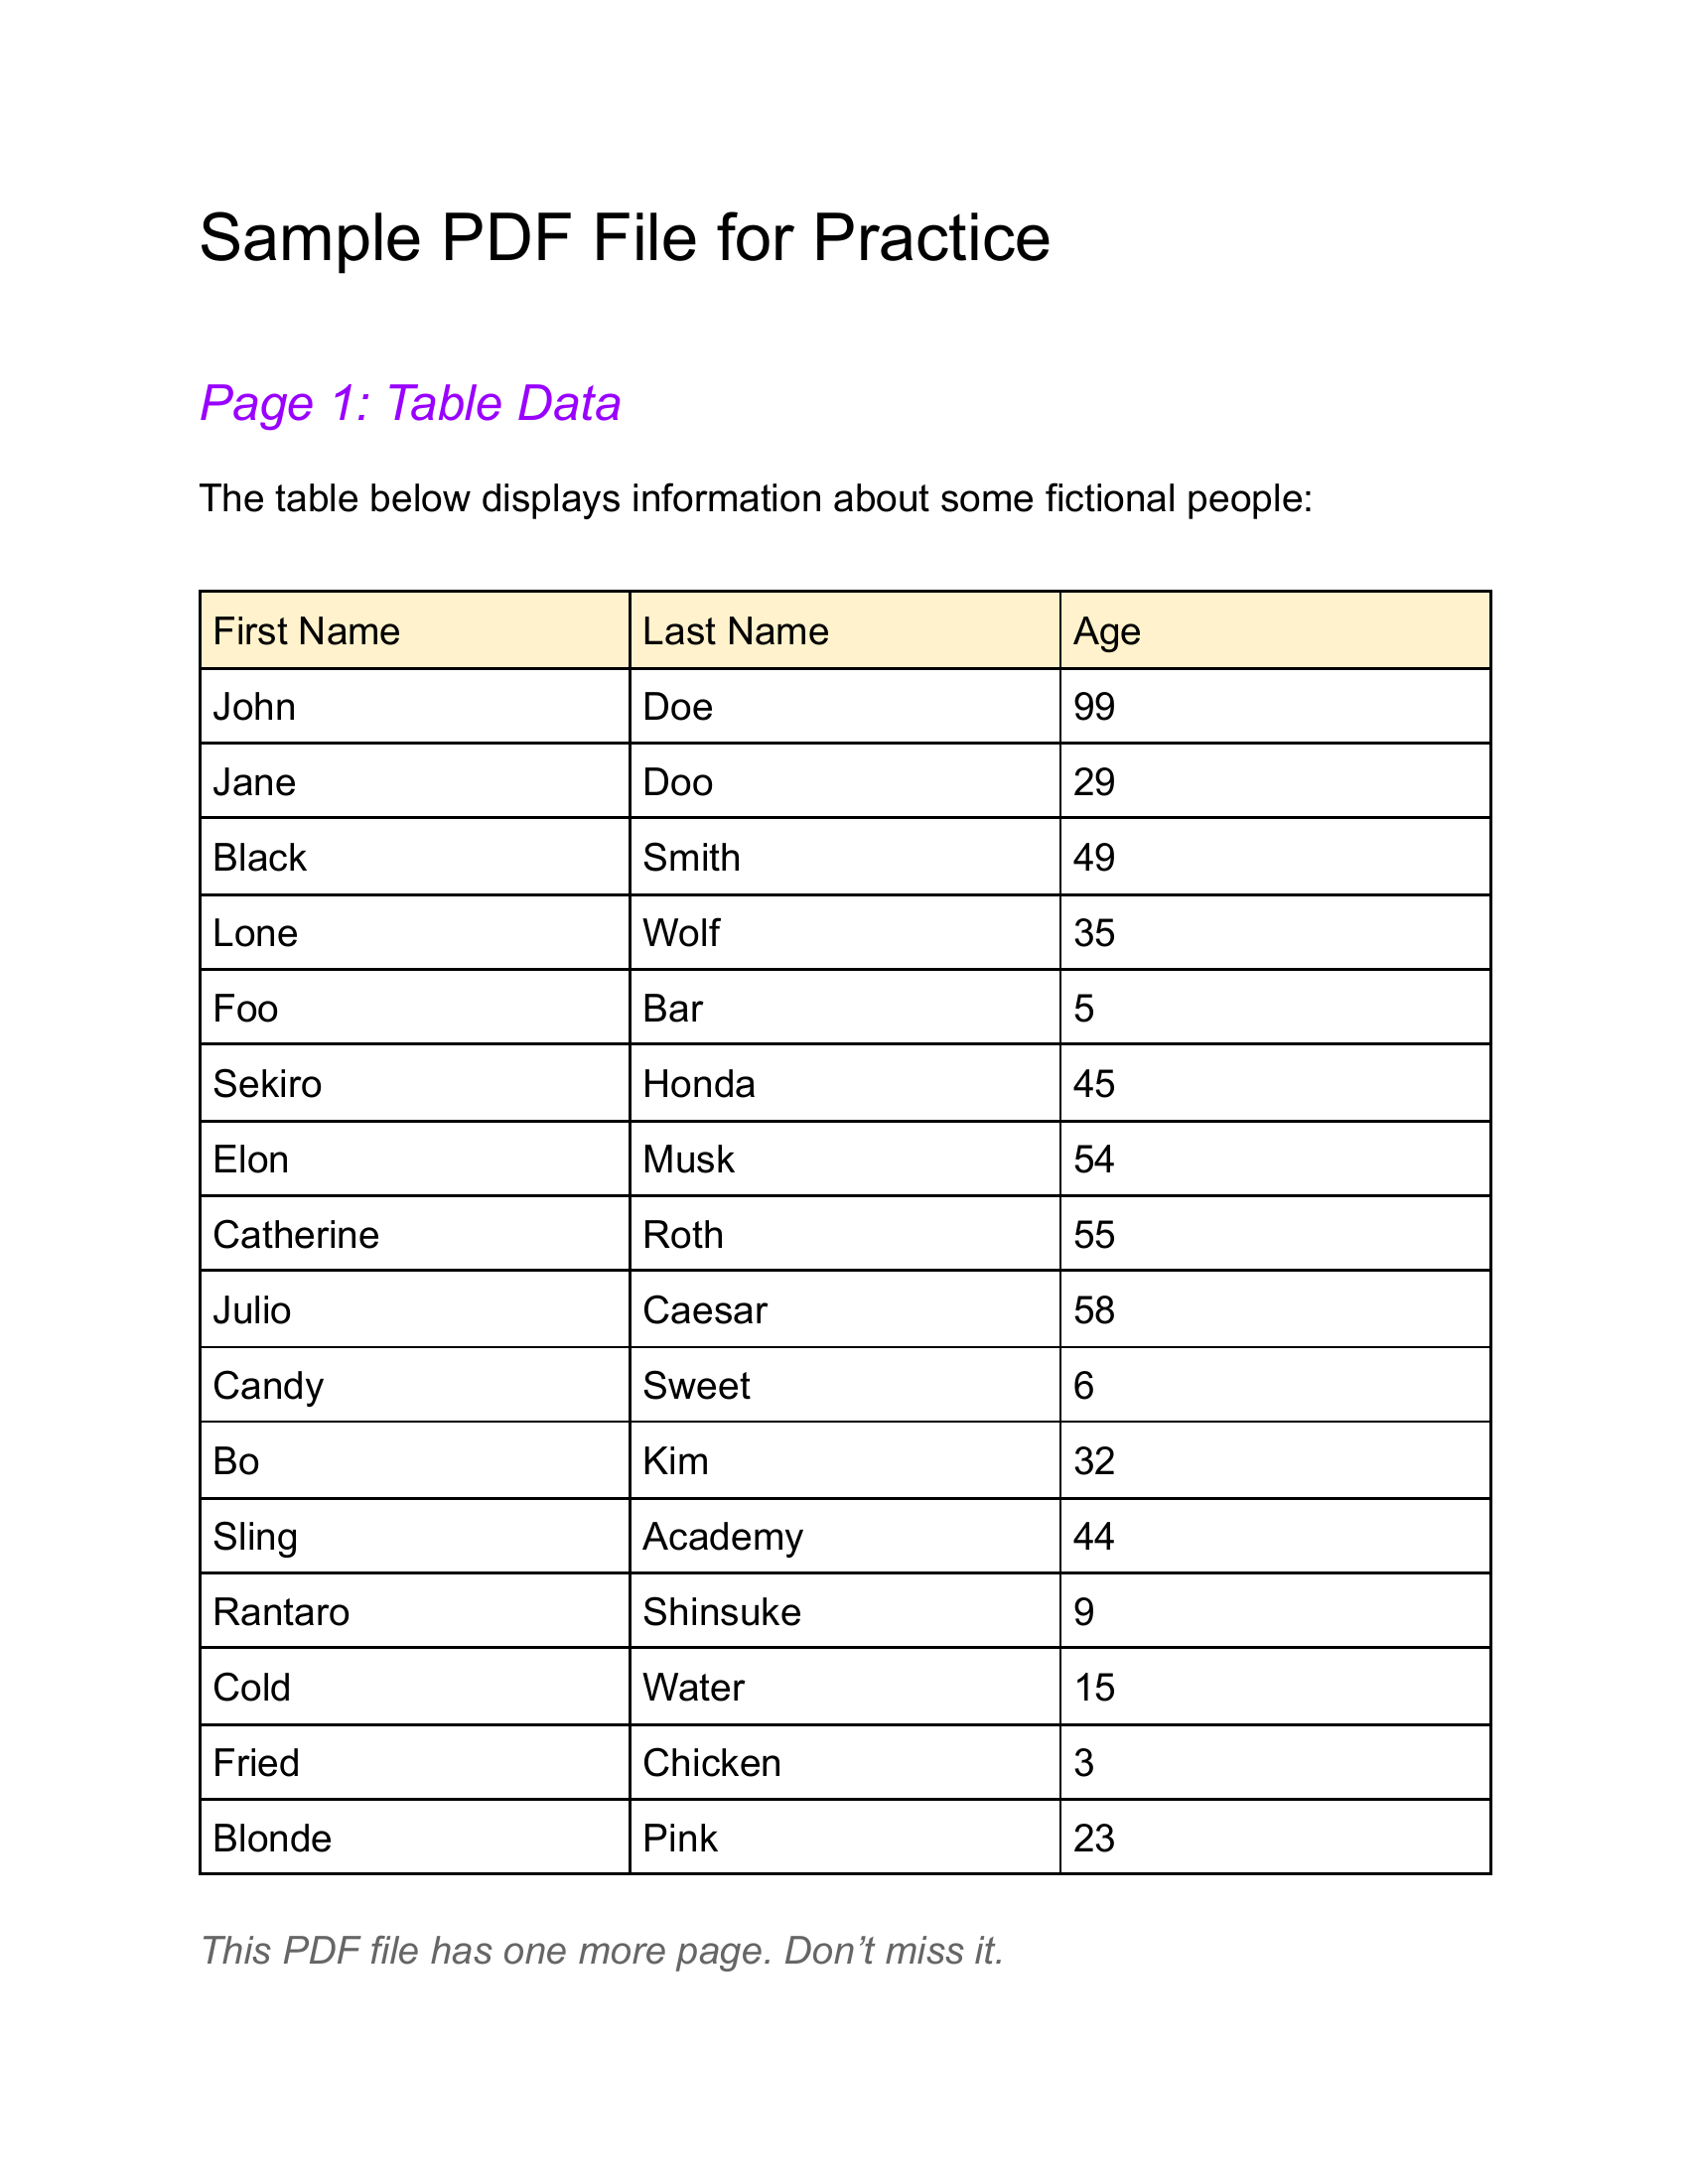 Sample PDF File for Practice
Page 1: Table Data
The table below displays information about some fictional people:
First Name Last Name Age
John Doe 99
Jane Doo 29
Black Smith 49
Lone Wolf 35
Foo Bar 5
Sekiro Honda 45
Elon Musk 54
Catherine Roth 55
Julio Caesar 58
Candy Sweet 6
Bo Kim 32
Sling Academy 44
Rantaro Shinsuke 9
Cold Water 15
Fried Chicken 3
Blonde Pink 23
This PDF file has one more page. Don’t miss it.